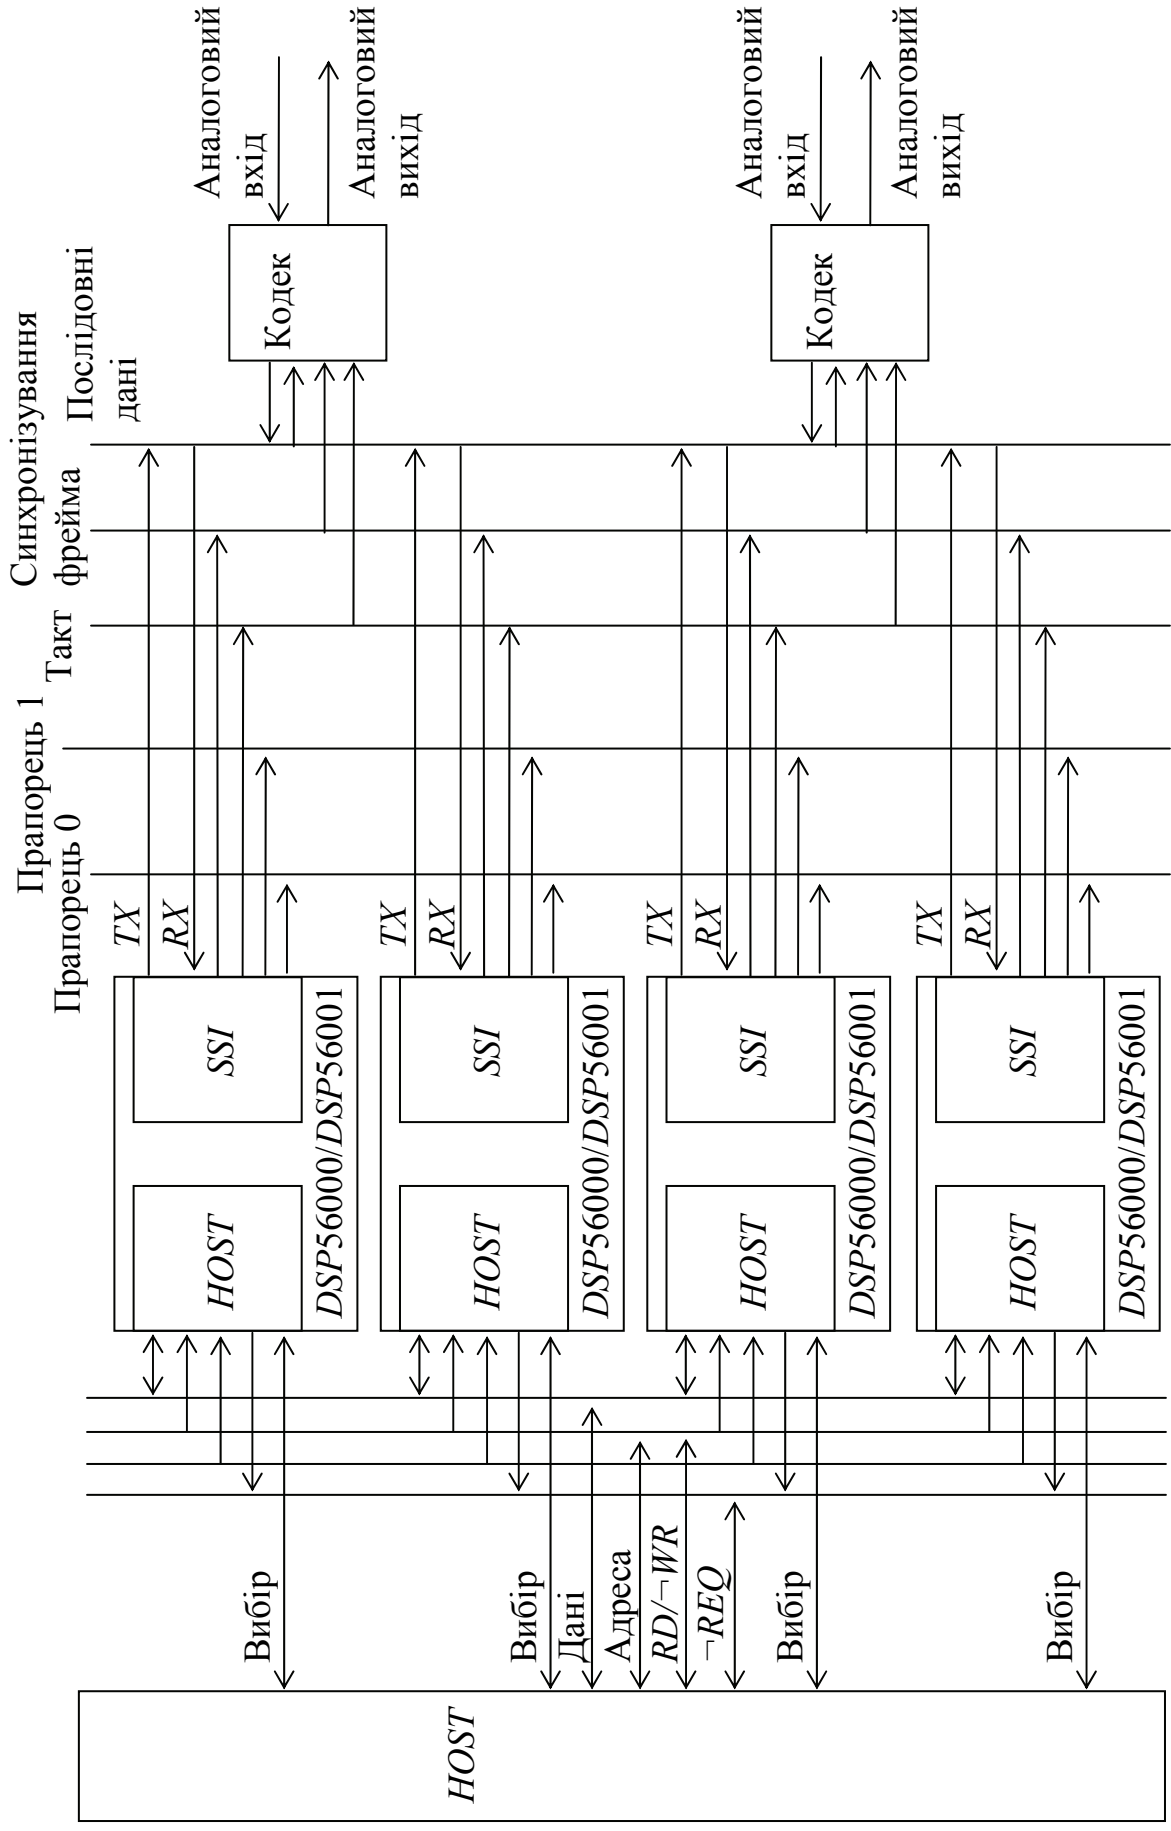 Аналоговий
вхід
Аналоговий
вихід
Аналоговий
вхід
Аналоговий
вихід
Кодек
Кодек
Послідовні
дані
Синхронізування
фрейма
Такт
Прапорець 1
Прапорець 0
TX
RX
TX
RX
TX
RX
TX
RX
SSI
HOST
DSP56000/DSP56001
SSI
HOST
DSP56000/DSP56001
SSI
HOST
DSP56000/DSP56001
SSI
HOST
DSP56000/DSP56001
Вибір
Вибір
Дані
Адреса
RD/¬WR
¬REQ
Вибір
Вибір
HOST